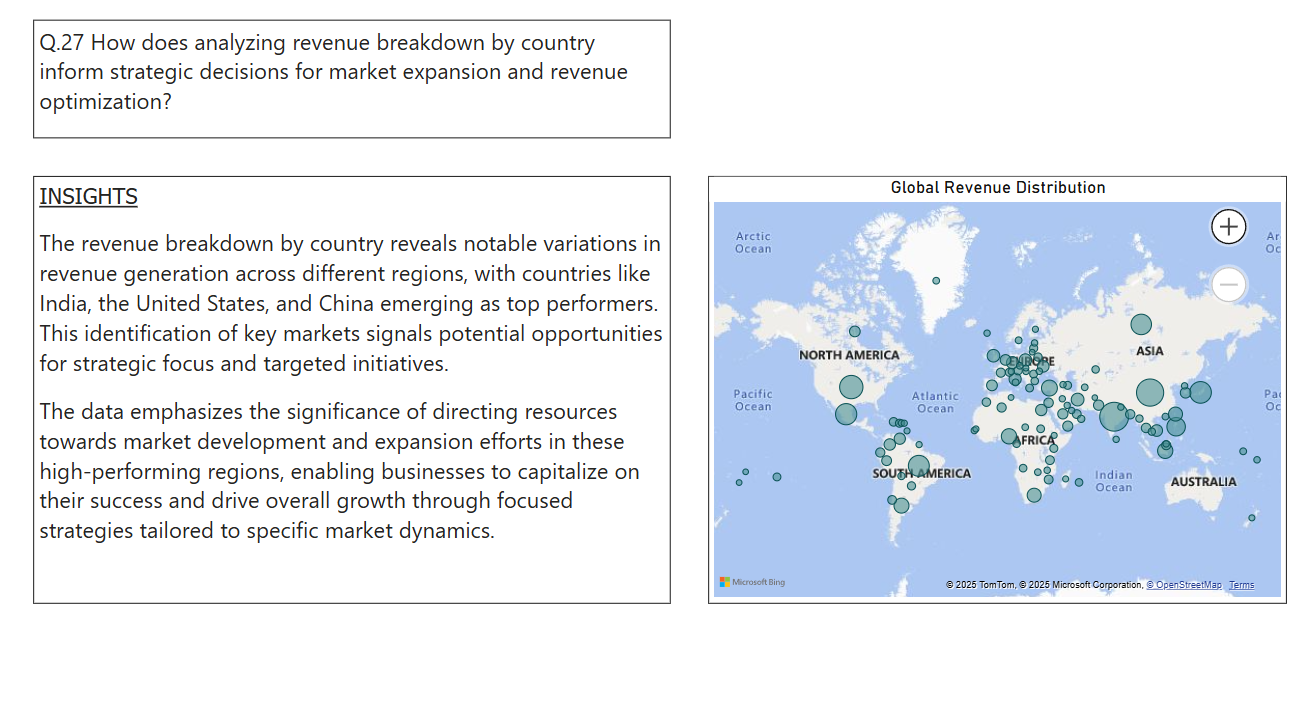 Q.27 How does analyzing revenue breakdown by country
inform strategic decisions for market expansion and revenue
optimization?
INSIGHTS
The revenue breakdown by country reveals notable variations in
revenue generation across different regions, with countries like
India, the United States, and China emerging as top performers.
This identification of key markets signals potential opportunities
for strategic focus and targeted initiatives.
The data emphasizes the significance of directing resources
towards market development and expansion efforts in these
high-performing regions, enabling businesses to capitalize on
their success and drive overall growth through focused
strategies tailored to specific market dynamics.
Global Revenue Distribution
Arctic
Ocean
Ar
Oc
NORTH AMERICA
EUROPE
ASIA
Pacific
Ocean
Atlantic
Ocean
Pac
Oc
AFRICA
SOUTH AMERICA
Indian
Ocean
AUSTRALIA
Microsoft Bing
© 2025 TomTom, © 2025 Microsoft Corporation, © OpenStreetMap Terms